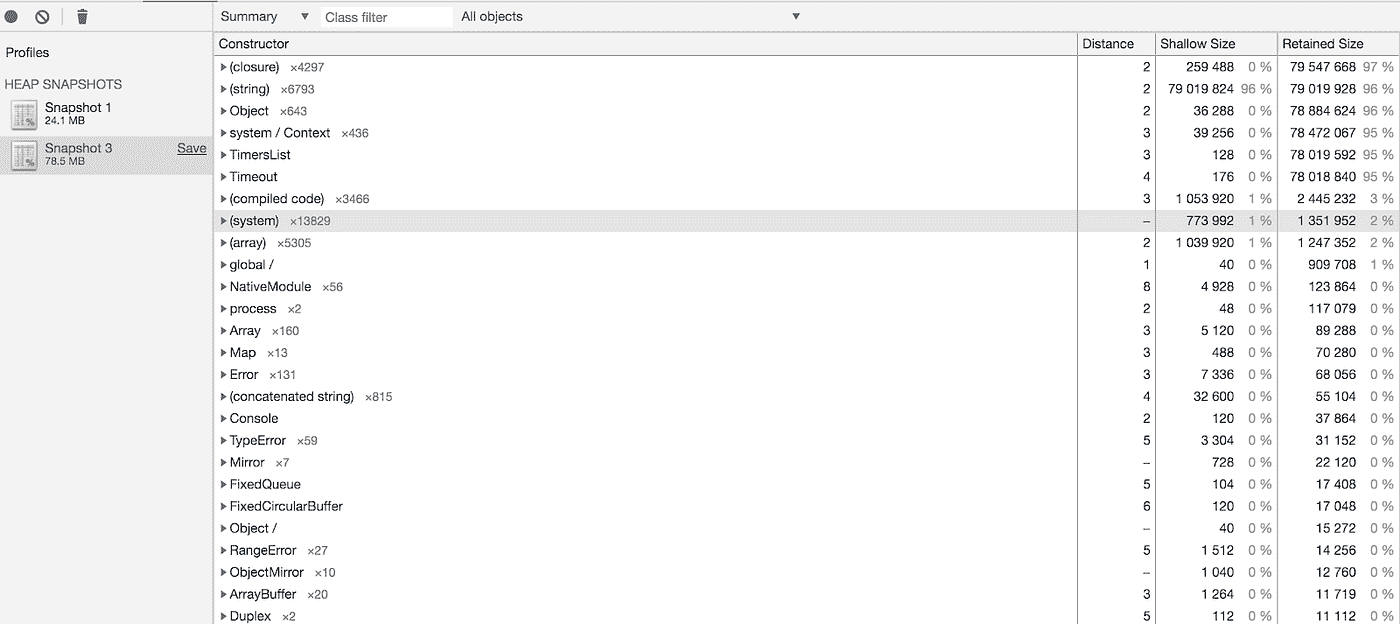 Summary ▼ Class filter All objects ▼
Profiles
HEAP SNAPSHOTS
Snapshot 1
24.1 MB
Snapshot 3 Save
78.5 MB
Constructor Distance Shallow Size Retained Size
(closure) ×4297 2 259 488 0 % 79 547 668 97 %
(string) ×6793 2 79 019 824 96 % 79 019 928 96 %
Object ×643 2 36 288 0 % 78 884 624 96 %
system / Context ×436 3 39 256 0 % 78 472 067 95 %
TimersList 3 128 0 % 78 019 592 95 %
Timeout 4 176 0 % 78 018 840 95 %
(compiled code) ×3466 3 1 053 920 1 % 2 445 232 3 %
(system) ×13829 – 773 992 1 % 1 351 952 2 %
(array) ×5305 2 1 039 920 1 % 1 247 352 2 %
global / 1 40 0 % 909 708 1 %
NativeModule ×56 8 4 928 0 % 123 864 0 %
process ×2 2 48 0 % 117 079 0 %
Array ×160 3 5 120 0 % 89 288 0 %
Map ×13 3 488 0 % 70 280 0 %
Error ×131 3 7 336 0 % 68 056 0 %
(concatenated string) ×815 4 32 600 0 % 55 104 0 %
Console 2 120 0 % 37 864 0 %
TypeError ×59 5 3 304 0 % 31 152 0 %
Mirror ×7 – 728 0 % 22 120 0 %
FixedQueue 5 104 0 % 17 408 0 %
FixedCircularBuffer 6 120 0 % 17 048 0 %
Object / – 40 0 % 15 272 0 %
RangeError ×27 5 1 512 0 % 14 256 0 %
ObjectMirror ×10 – 1 040 0 % 12 760 0 %
ArrayBuffer ×20 3 1 264 0 % 11 719 0 %
Duplex ×2 5 112 0 % 11 112 0 %